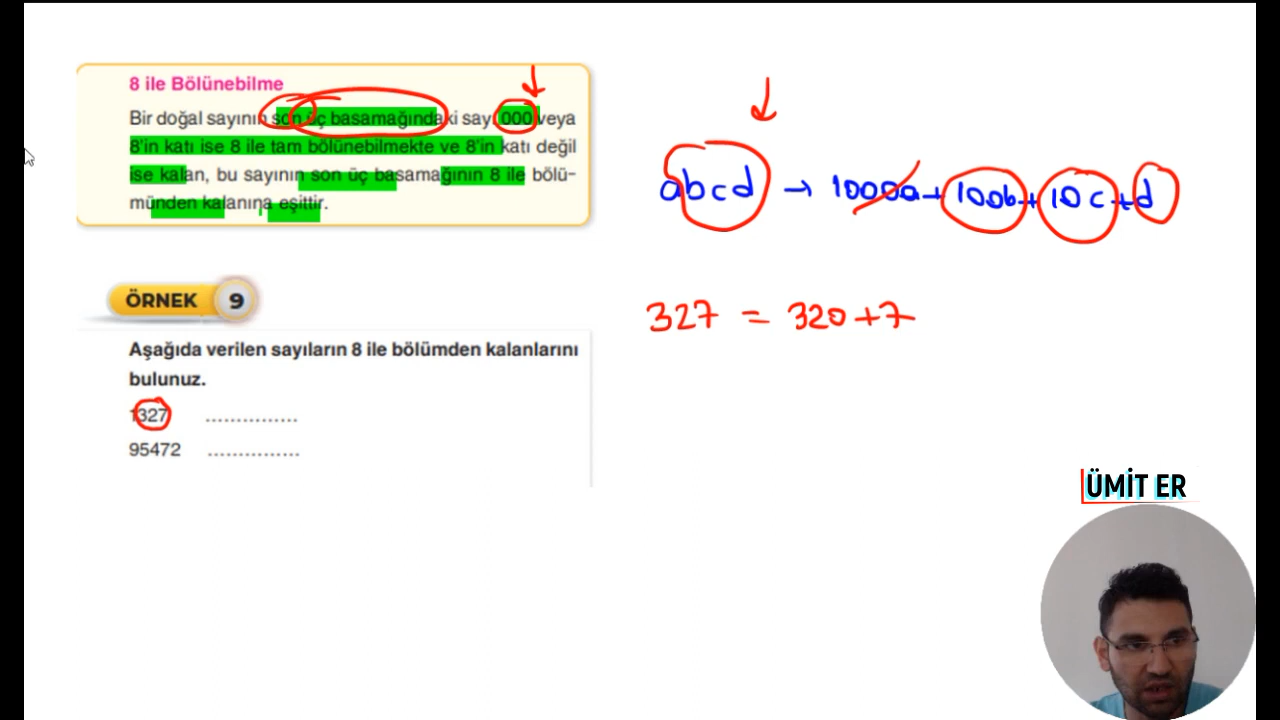 8 ile Bölünebilme
Bir doğal sayının son üç basamağındaki sayı 000 veya
8'in katı ise 8 ile tam bölünebilmekte ve 8'in katı değil
ise kalan, bu sayının son üç basamağının 8 ile bölü-
münden kalanına eşittir.
abcd → 1000a + 100b + 10c + d
ÖRNEK 9
327 = 320 + 7
Aşağıda verilen sayıların 8 ile bölümden kalanlarını
bulunuz.
1327 ...............
95472 ...............
ÜMİT ER